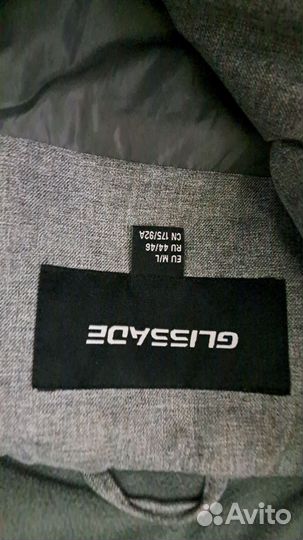 GLISSADE
EU M/L
RU 44/46
CN 175/92A
Avito